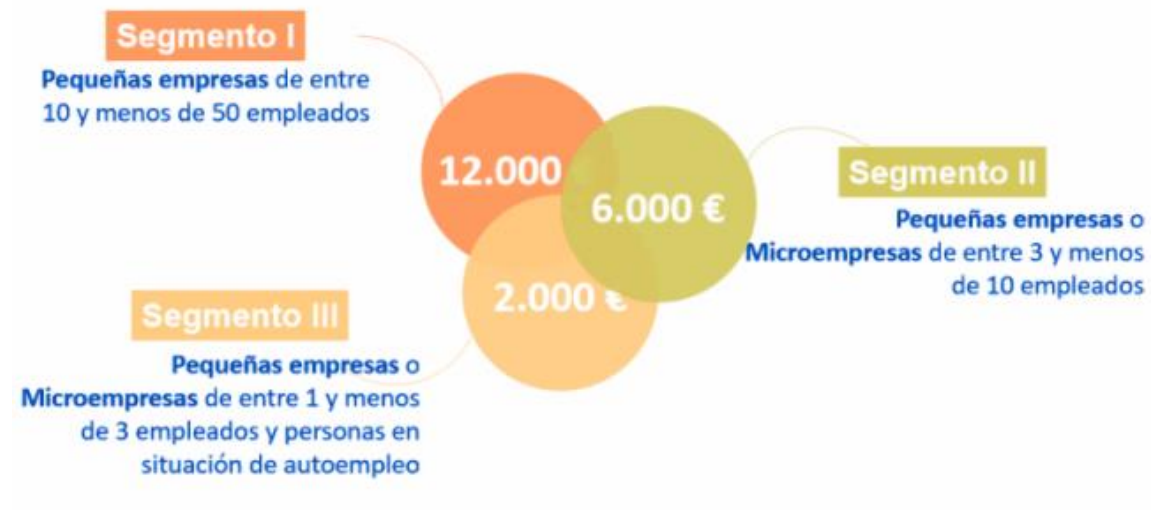 Segmento I
Pequeñas empresas de entre
10 y menos de 50 empleados
12.000
6.000 €
Segmento II
Pequeñas empresas o
Microempresas de entre 3 y menos
de 10 empleados
2.000 €
Segmento III
Pequeñas empresas o
Microempresas de entre 1 y menos
de 3 empleados y personas en
situación de autoempleo